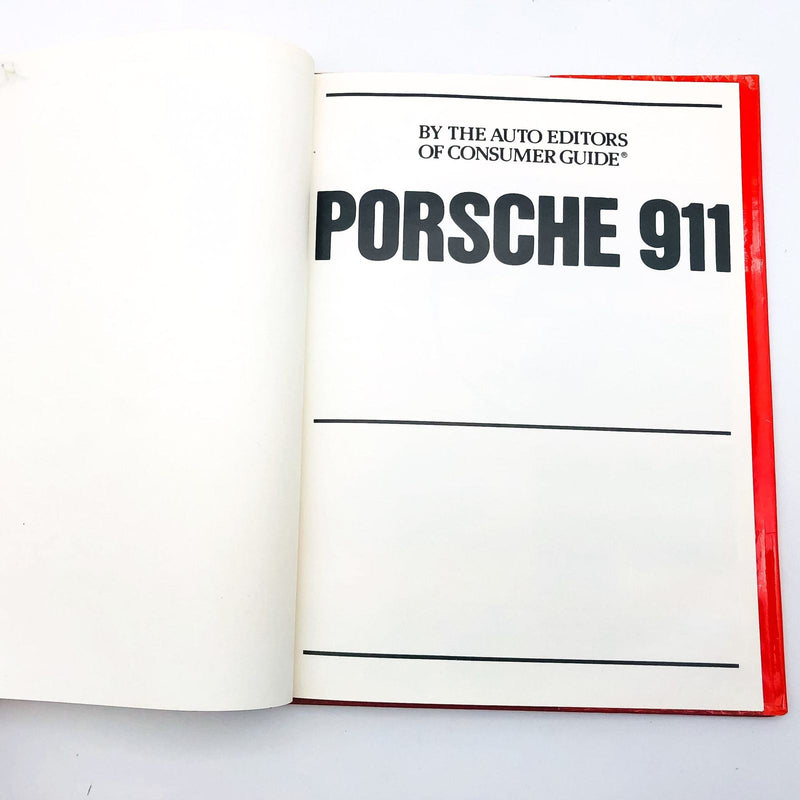 BY THE AUTO EDITORS
OF CONSUMER GUIDE®
PORSCHE 911